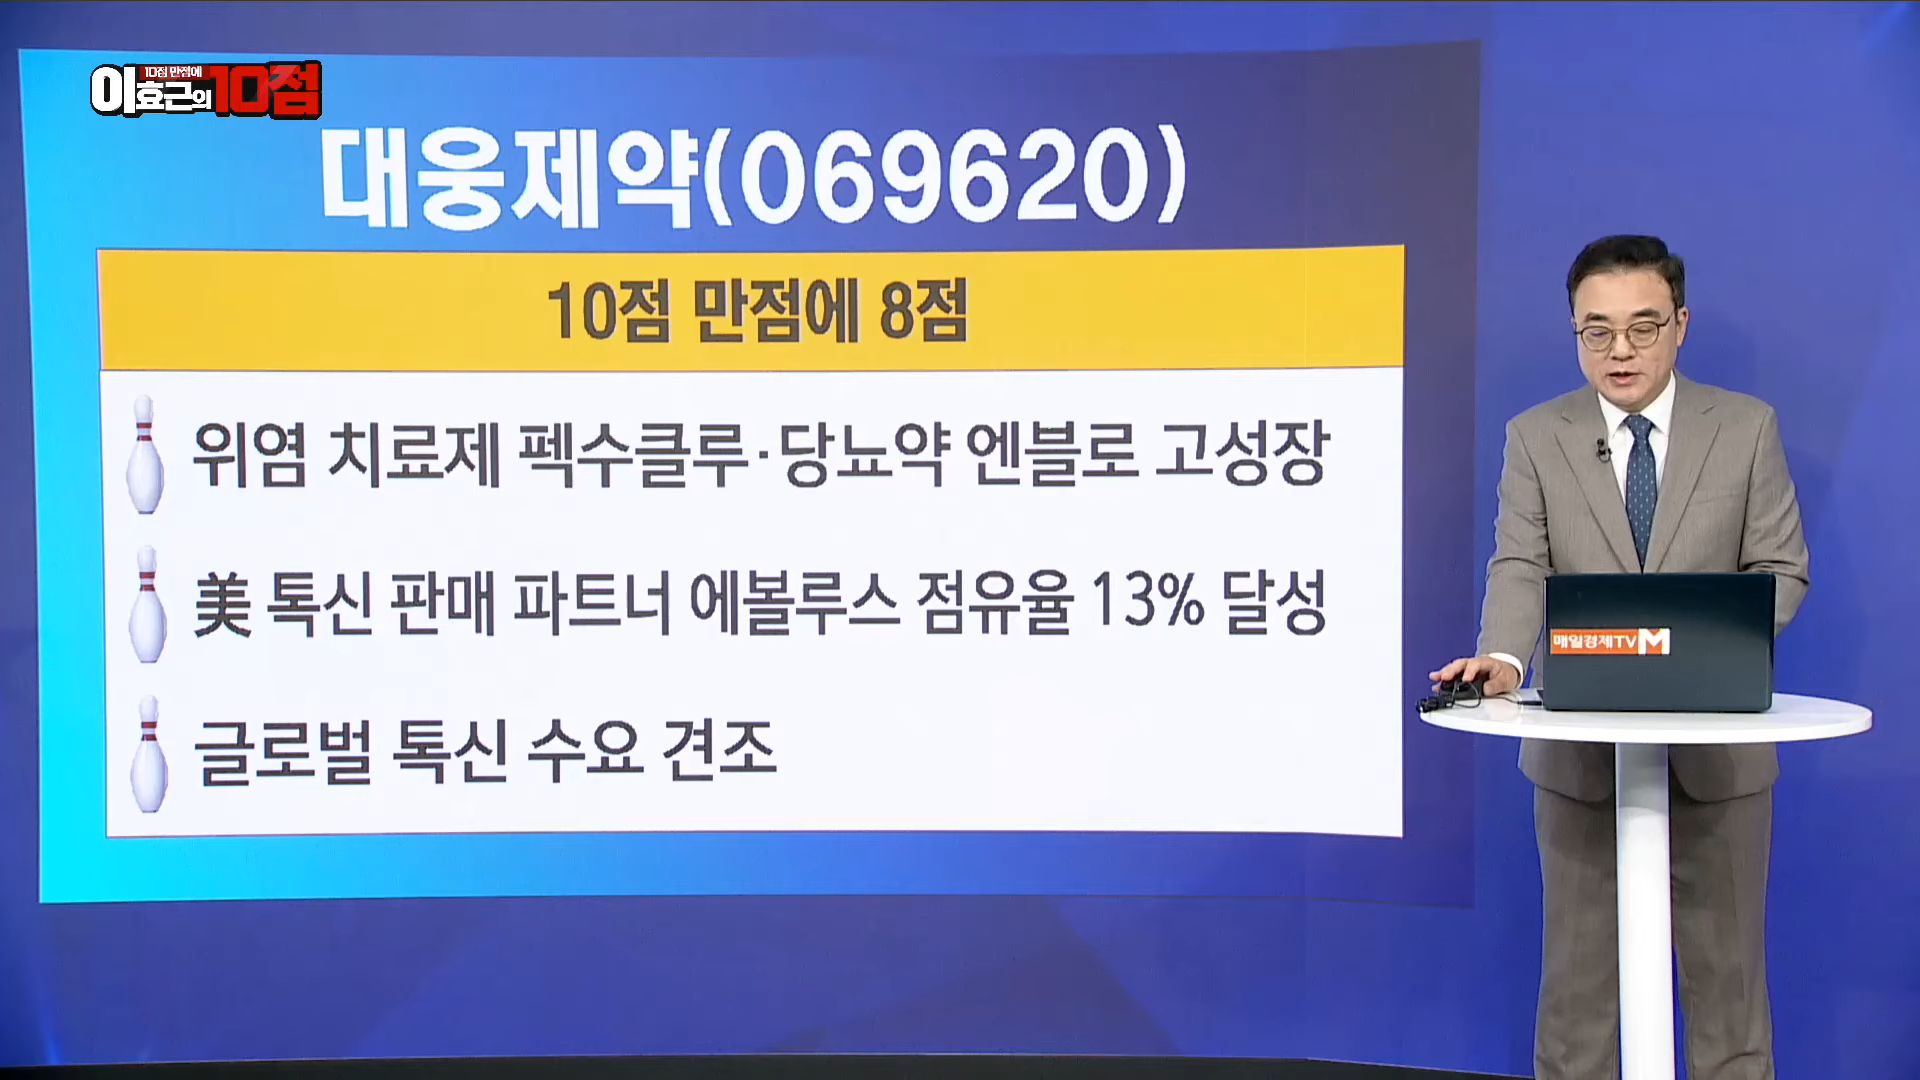 10점 만점에
이효근의10점
대웅제약(069620)
10점 만점에 8점
위염 치료제 펙수클루·당뇨약 엔블로 고성장
美 톡신 판매 파트너 에볼루스 점유율 13% 달성
글로벌 톡신 수요 견조
매일경제TV M